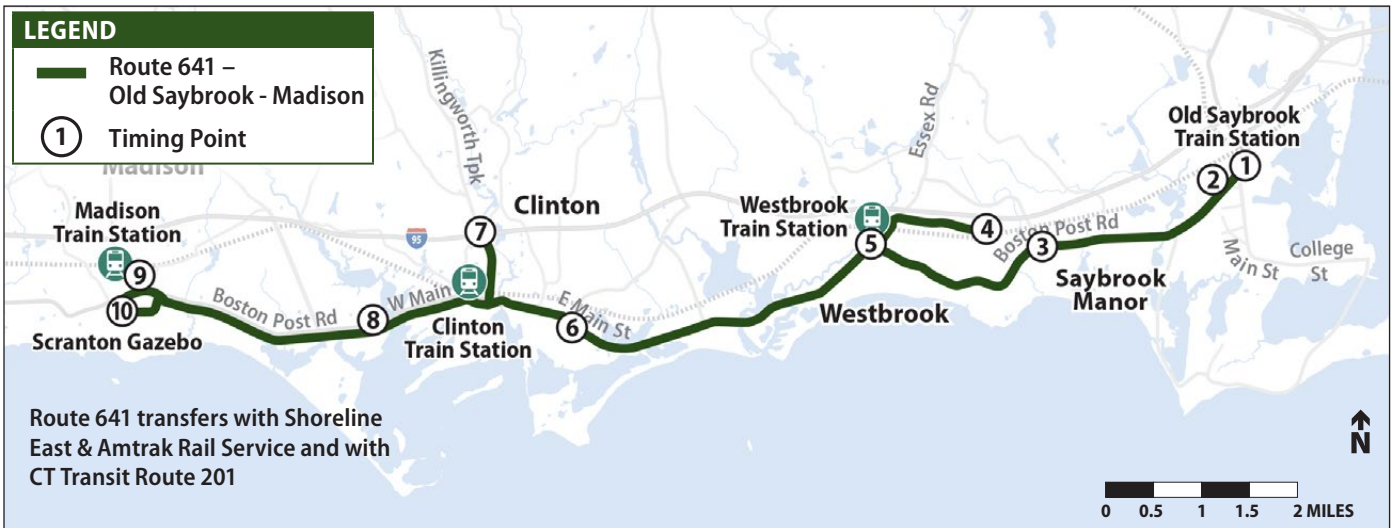 LEGEND
Route 641 –
Old Saybrook - Madison
1 Timing Point
Madison
Killingworth Tpk
Essex Rd
Old Saybrook
Train Station
1
2
Madison
Train Station
9
10
Scranton Gazebo
Boston Post Rd
8
W Main
95
7
Clinton
Clinton
Train Station
E Main St
6
Westbrook
Train Station
5
4
Westbrook
Boston Post Rd
3
Saybrook
Manor
Main St
College
St
Route 641 transfers with Shoreline
East & Amtrak Rail Service and with
CT Transit Route 201
N
0 0.5 1 1.5 2 MILES